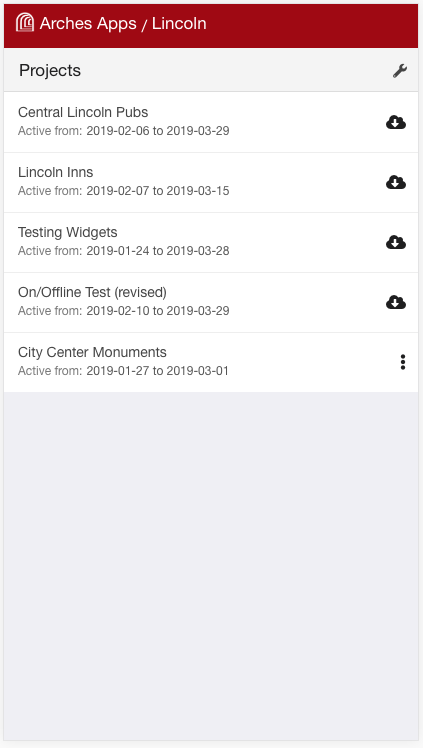 Arches Apps / Lincoln
Projects
Central Lincoln Pubs
Active from: 2019-02-06 to 2019-03-29
Lincoln Inns
Active from: 2019-02-07 to 2019-03-15
Testing Widgets
Active from: 2019-01-24 to 2019-03-28
On/Offline Test (revised)
Active from: 2019-02-10 to 2019-03-29
City Center Monuments
Active from: 2019-01-27 to 2019-03-01